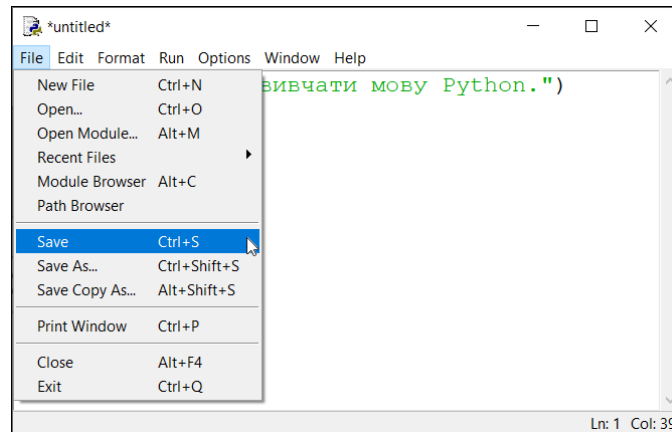 *untitled*
File Edit Format Run Options Window Help
вивчати мову Python.")
New File Ctrl+N
Open... Ctrl+O
Open Module... Alt+M
Recent Files
Module Browser Alt+C
Path Browser
Save Ctrl+S
Save As... Ctrl+Shift+S
Save Copy As... Alt+Shift+S
Print Window Ctrl+P
Close Alt+F4
Exit Ctrl+Q
Ln: 1 Col: 39